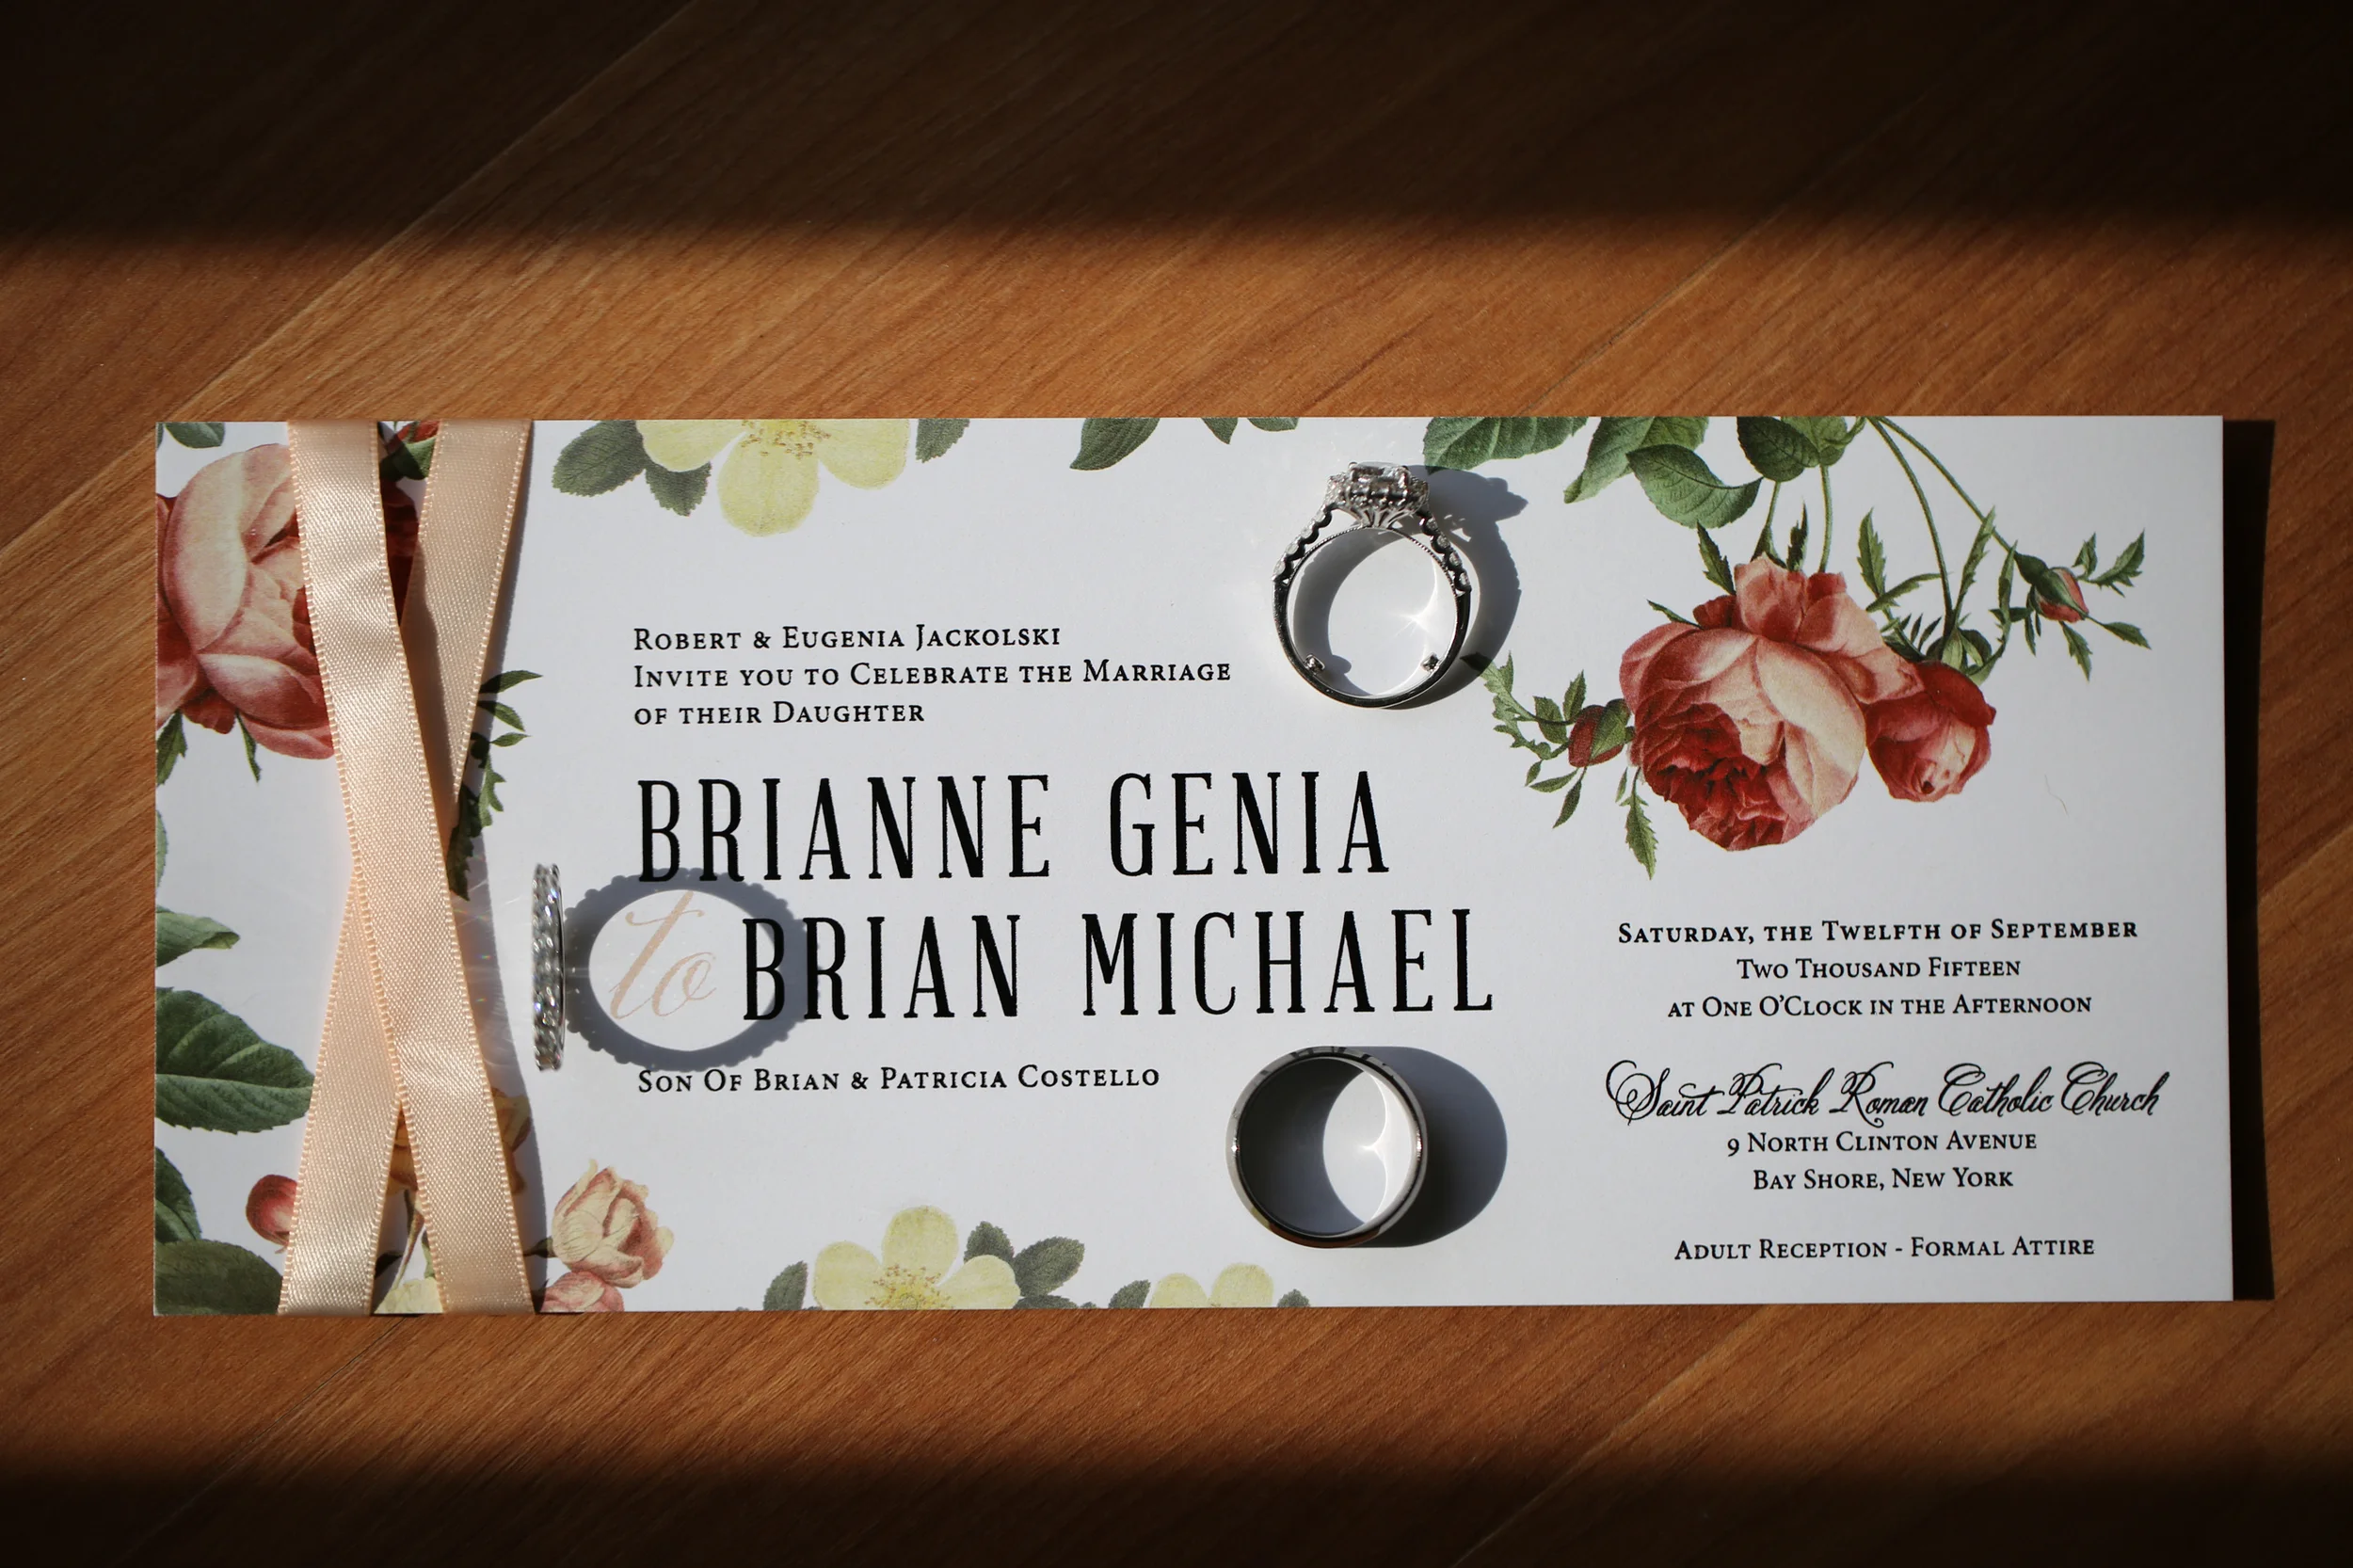 Robert & Eugenia Jackolski
Invite you to Celebrate the Marriage
of their Daughter
BRIANNE GENIA
to BRIAN MICHAEL
Son Of Brian & Patricia Costello
Saturday, the Twelfth of September
Two Thousand Fifteen
at One O'Clock in the Afternoon
Saint Patrick Roman Catholic Church
9 North Clinton Avenue
Bay Shore, New York
Adult Reception - Formal Attire